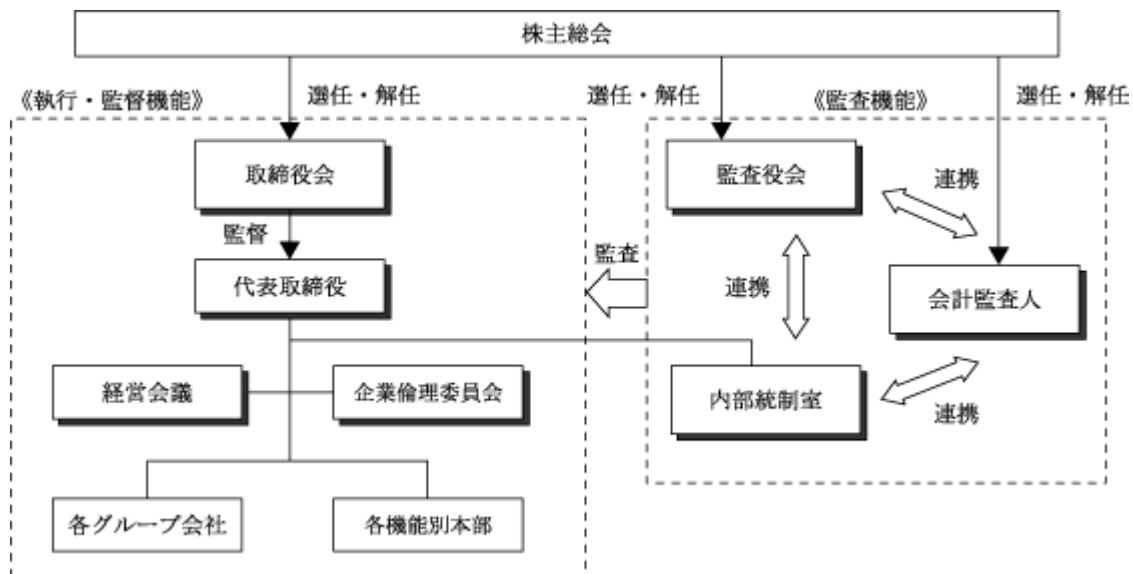 株主総会
《執行・監督機能》
選任・解任
選任・解任
《監査機能》
選任・解任
取締役会
監査役会
連携
監督
代表取締役
監査
連携
会計監査人
経営会議
企業倫理委員会
内部統制室
連携
各グループ会社
各機能別本部